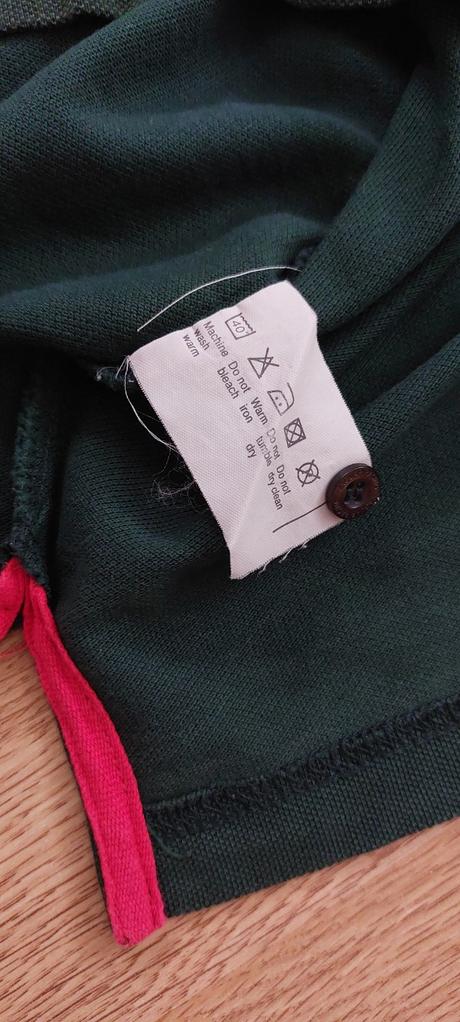 40
Machine Do not Warm Do not Do not
wash bleach iron tumble dry clean
warm dry